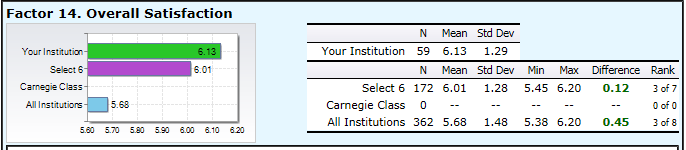 Factor 14. Overall Satisfaction
Your Institution 6.13
Select 6 6.01
Carnegie Class
All Institutions 5.68
5.60 5.70 5.80 5.90 6.00 6.10 6.20
N Mean Std Dev
Your Institution 59 6.13 1.29
N Mean Std Dev Min Max Difference Rank
Select 6 172 6.01 1.28 5.45 6.20 0.12 3 of 7
Carnegie Class 0 -- -- -- -- -- 0 of 0
All Institutions 362 5.68 1.48 5.38 6.20 0.45 3 of 8